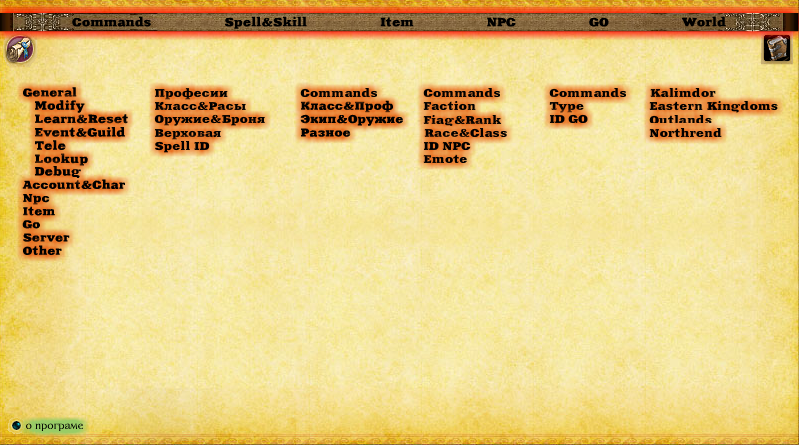 Commands
Spell&Skill
Item
NPC
GO
World
General
Modify
Learn&Reset
Event&Guild
Tele
Lookup
Debug
Account&Char
Npc
Item
Go
Server
Other
Професии
Класс&Расы
Оружие&Броня
Верховая
Spell ID
Commands
Класс&Проф
Экип&Оружие
Разное
Commands
Faction
Flag&Rank
Race&Class
ID NPC
Emote
Commands
Type
ID GO
Kalimdor
Eastern Kingdoms
Outlands
Northrend
о програме